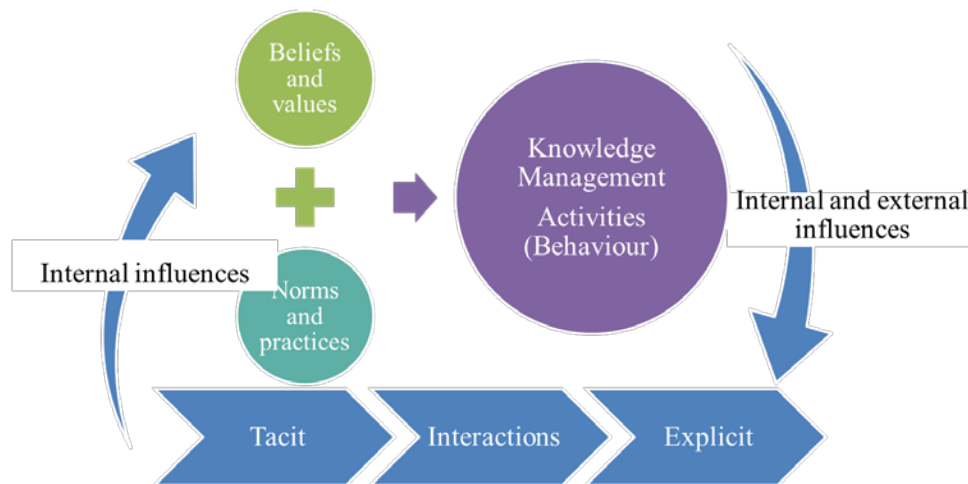 Beliefs
and
values
Knowledge
Management
Activities
(Behaviour)
Internal and external
influences
Internal influences
Norms
and
practices
Tacit
Interactions
Explicit